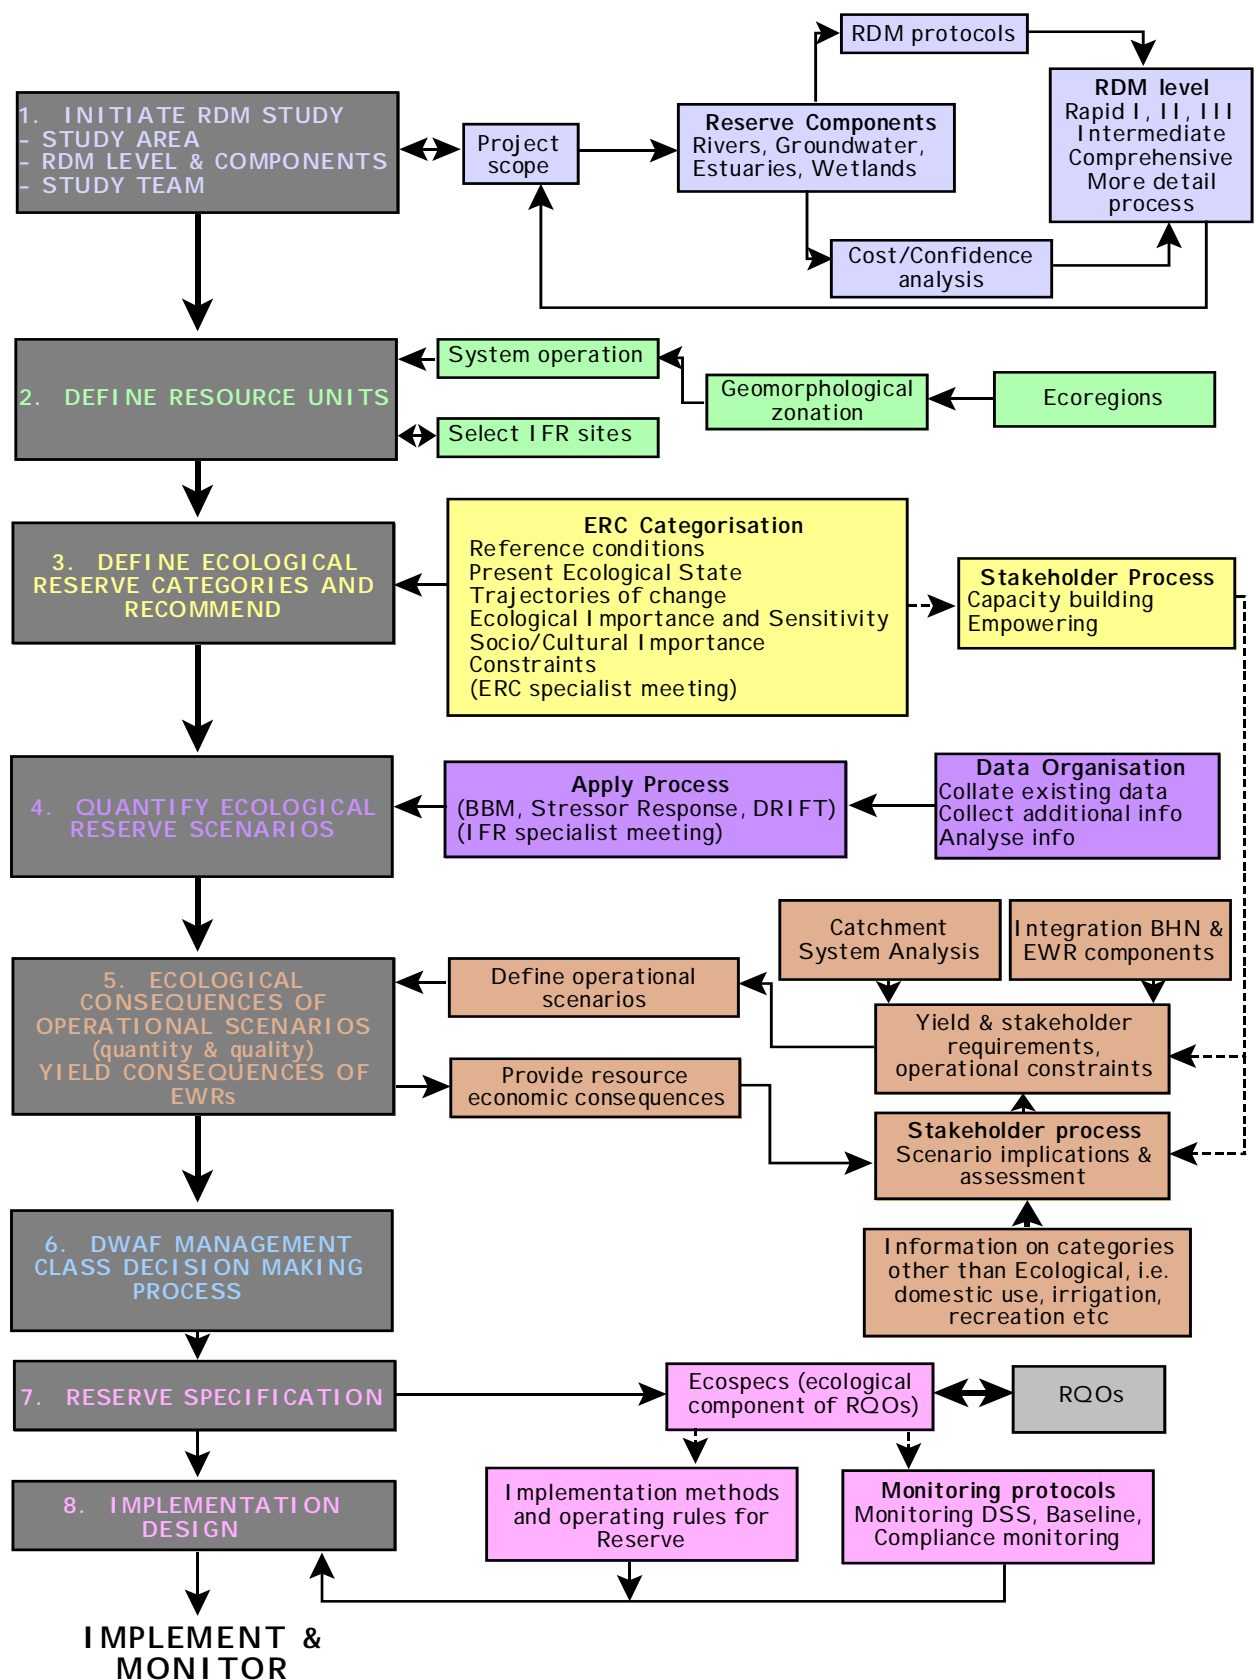 RDM protocols
RDM level
Rapid I, II, III
Intermediate
Comprehensive
More detail
process
1. INITIATE RDM STUDY
- STUDY AREA
- RDM LEVEL & COMPONENTS
- STUDY TEAM
Project
scope
Reserve Components
Rivers, Groundwater,
Estuaries, Wetlands
Cost/Confidence
analysis
2. DEFINE RESOURCE UNITS
System operation
Select IFR sites
Geomorphological
zonation
Ecoregions
3. DEFINE ECOLOGICAL
RESERVE CATEGORIES AND
RECOMMEND
ERC Categorisation
Reference conditions
Present Ecological State
Trajectories of change
Ecological Importance and Sensitivity
Socio/Cultural Importance
Constraints
(ERC specialist meeting)
Stakeholder Process
Capacity building
Empowering
4. QUANTIFY ECOLOGICAL
RESERVE SCENARIOS
Apply Process
(BBM, Stressor Response, DRIFT)
(IFR specialist meeting)
Data Organisation
Collate existing data
Collect additional info
Analyse info
Catchment
System Analysis
Integration BHN &
EWR components
5. ECOLOGICAL
CONSEQUENCES OF
OPERATIONAL SCENARIOS
(quantity & quality)
YIELD CONSEQUENCES OF
EWRs
Define operational
scenarios
Yield & stakeholder
requirements,
operational constraints
Provide resource
economic consequences
Stakeholder process
Scenario implications &
assessment
6. DWAF MANAGEMENT
CLASS DECISION MAKING
PROCESS
Information on categories
other than Ecological, i.e.
domestic use, irrigation,
recreation etc
7. RESERVE SPECIFICATION
Ecospecs (ecological
component of RQOs)
RQOs
8. IMPLEMENTATION
DESIGN
Implementation methods
and operating rules for
Reserve
Monitoring protocols
Monitoring DSS, Baseline,
Compliance monitoring
IMPLEMENT &
MONITOR